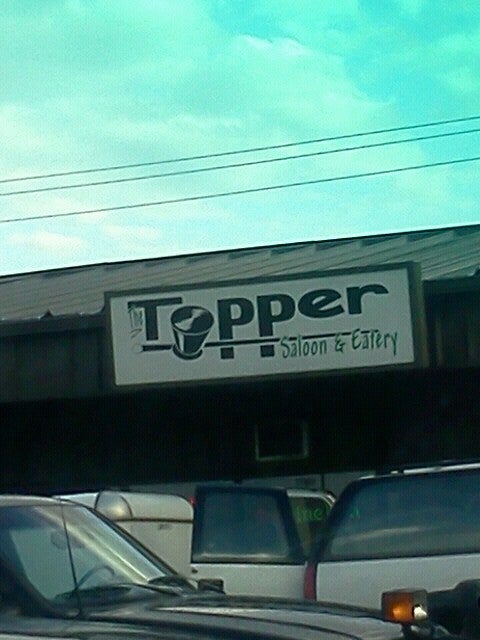 The
Topper
Saloon & Eatery